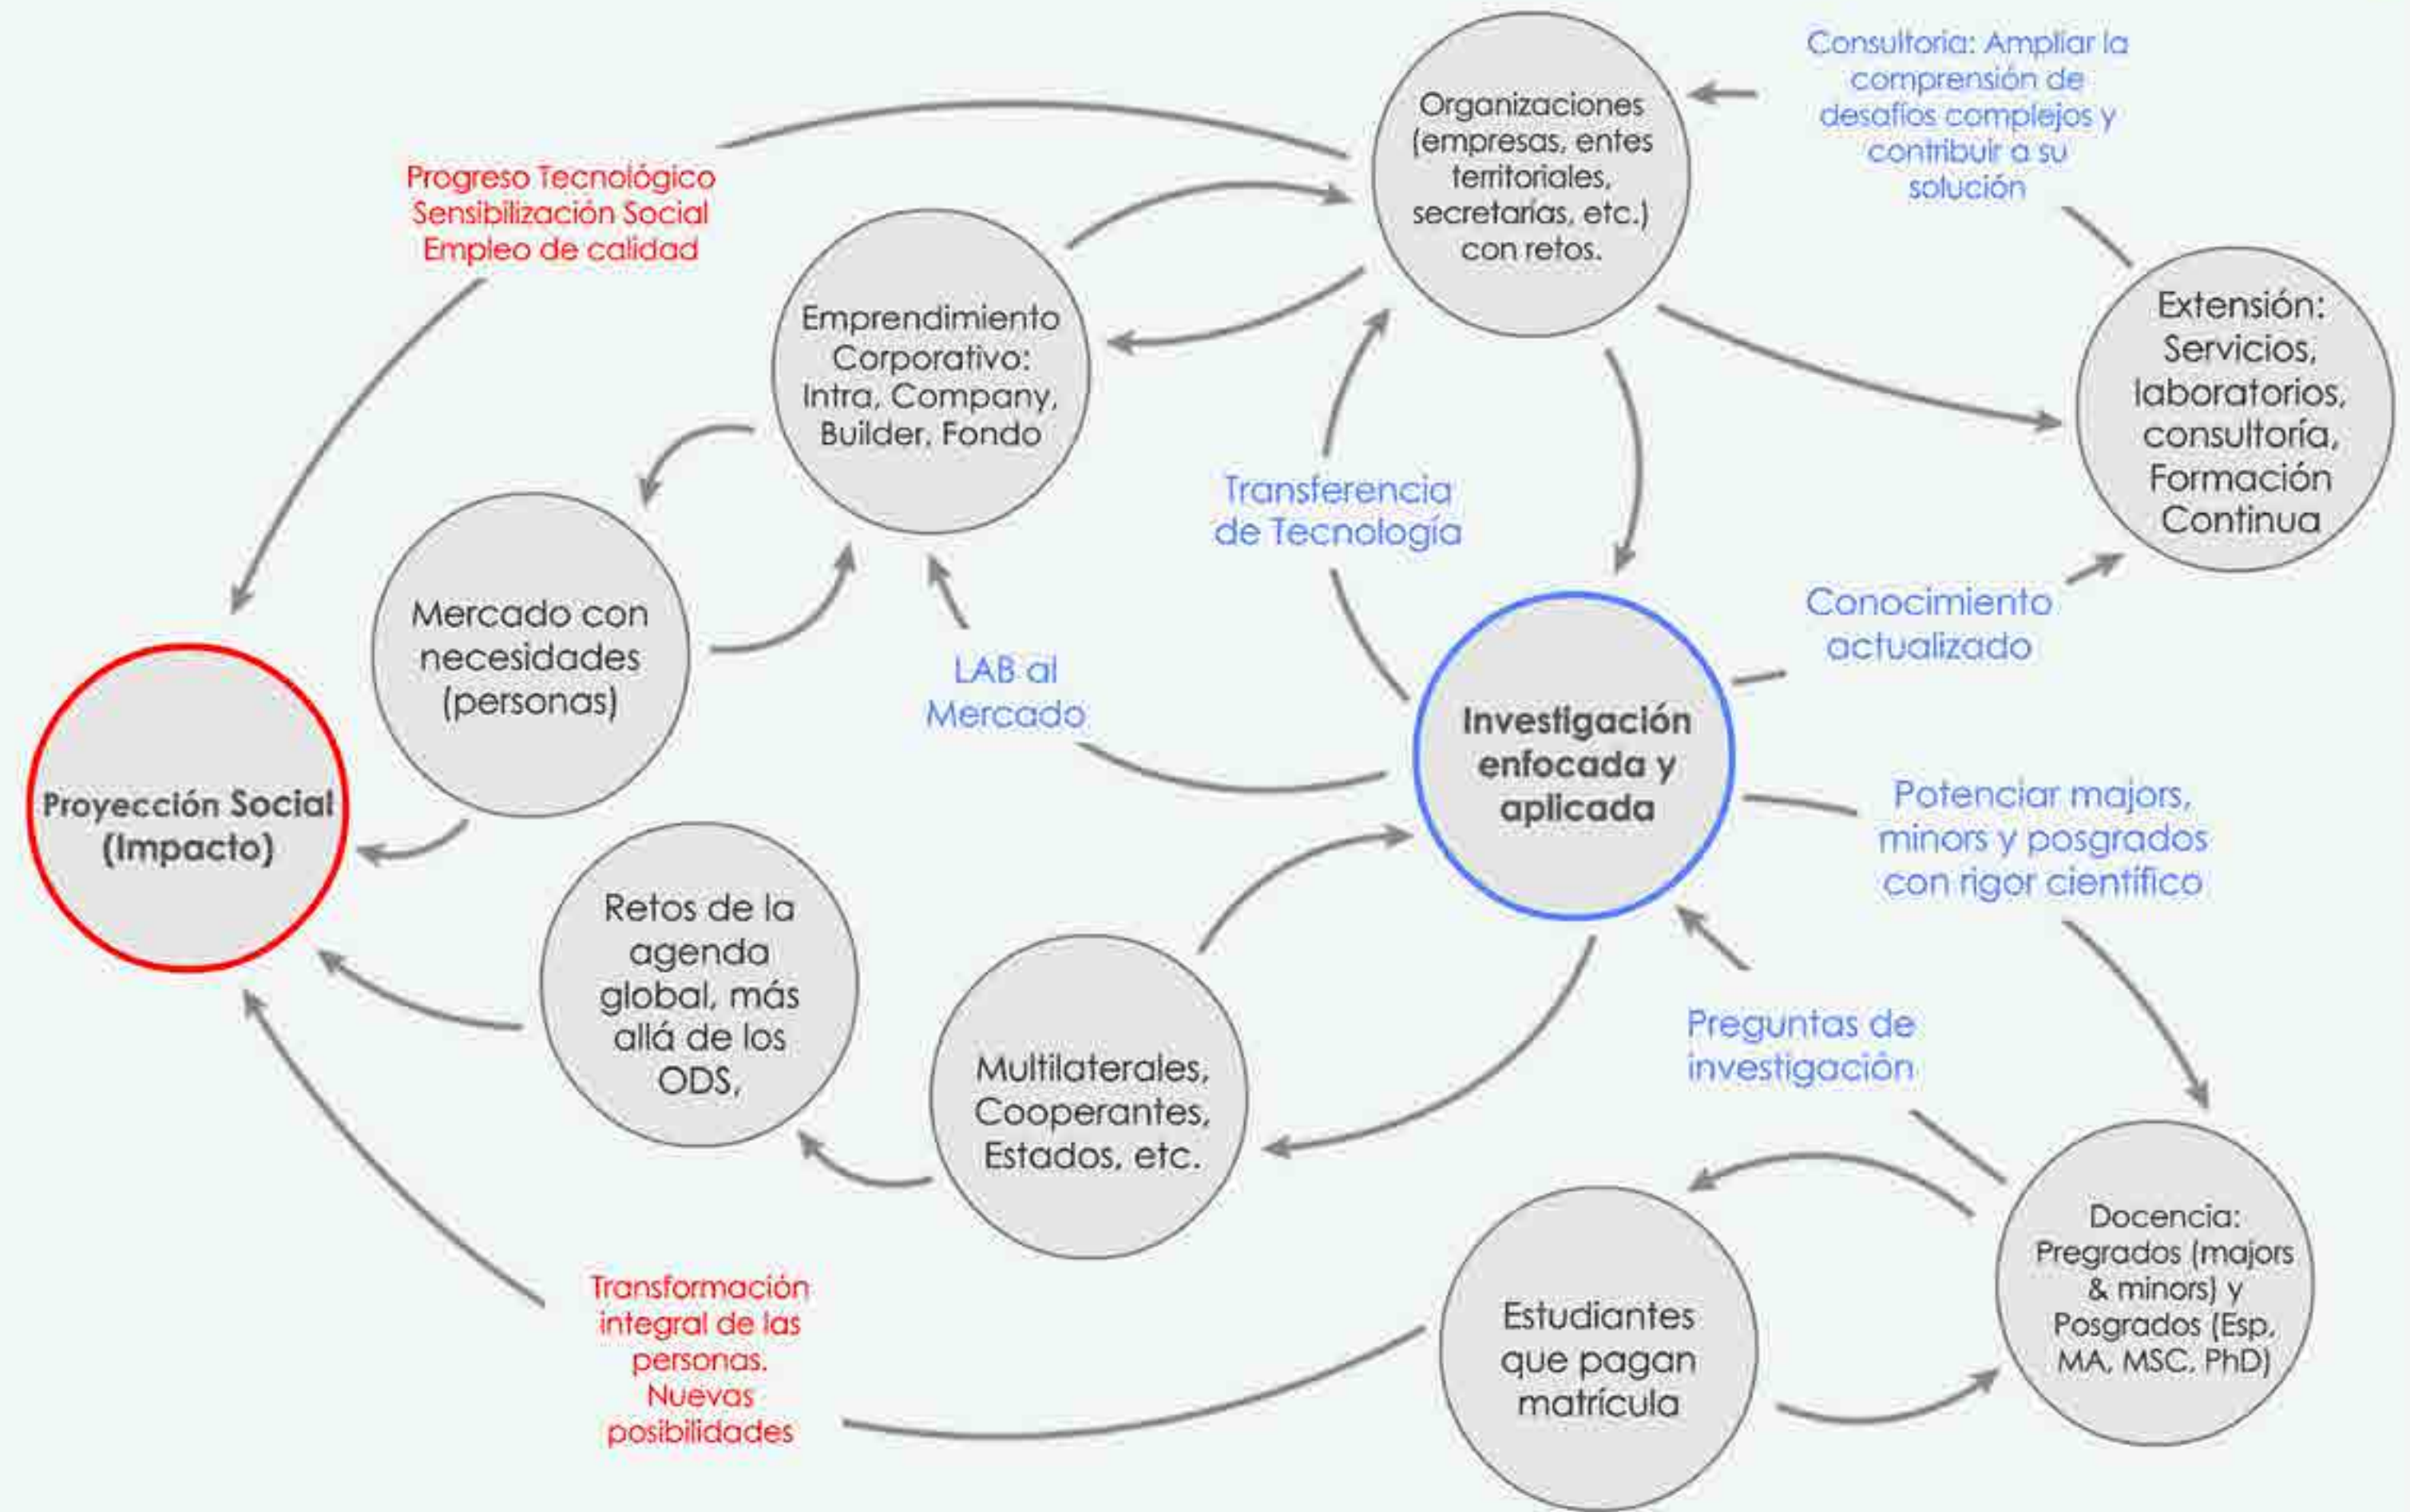 Consultoria: Ampliar la
comprensión de
desafíos complejos y
contribuir a su
solución
Organizaciones
(empresas, entes
territoriales,
secretarías, etc.)
con retos.
Progreso Tecnológico
Sensibilización Social
Empleo de calidad
Emprendimiento
Corporativo:
Intra, Company,
Builder, Fondo
Extensión:
Servicios,
laboratorios,
consultoría,
Formación
Continua
Transferencia
de Tecnología
Mercado con
necesidades
(personas)
Conocimiento
actualizado
LAB al
Mercado
Investigación
enfocada y
aplicada
Proyección Social
(Impacto)
Potenciar majors,
minors y posgrados
con rigor científico
Retos de la
agenda
global, más
allá de los
ODS,
Multilaterales,
Cooperantes,
Estados, etc.
Preguntas de
investigación
Docencia:
Pregrados (majors
& minors) y
Posgrados (Esp,
MA, MSC, PhD)
Transformación
integral de las
personas.
Nuevas
posibilidades
Estudiantes
que pagan
matrícula